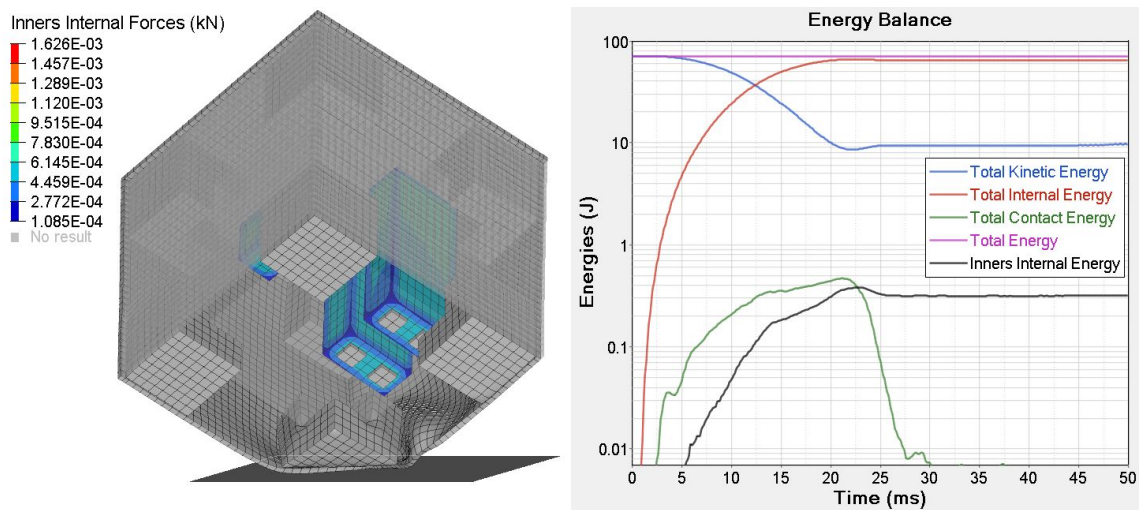 Inners Internal Forces (kN)
1.626E-03
1.457E-03
1.289E-03
1.120E-03
9.515E-04
7.830E-04
6.145E-04
4.459E-04
2.772E-04
1.085E-04
No result
Energy Balance
Energies (J)
100
10
1
0.1
0.01
Total Kinetic Energy
Total Internal Energy
Total Contact Energy
Total Energy
Inners Internal Energy
0 5 10 15 20 25 30 35 40 45 50
Time (ms)